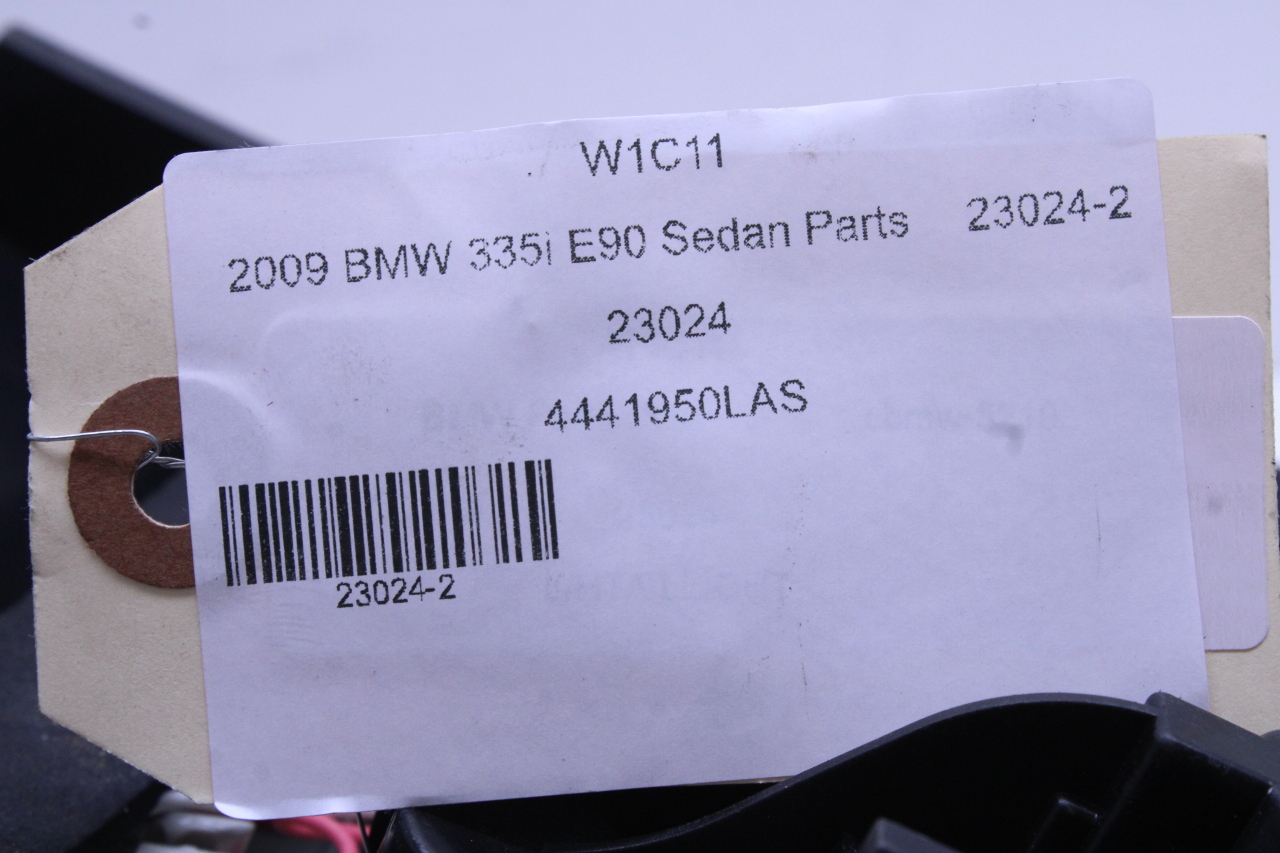 W1C11
2009 BMW 335i E90 Sedan Parts 23024-2
23024
4441950LAS
23024-2